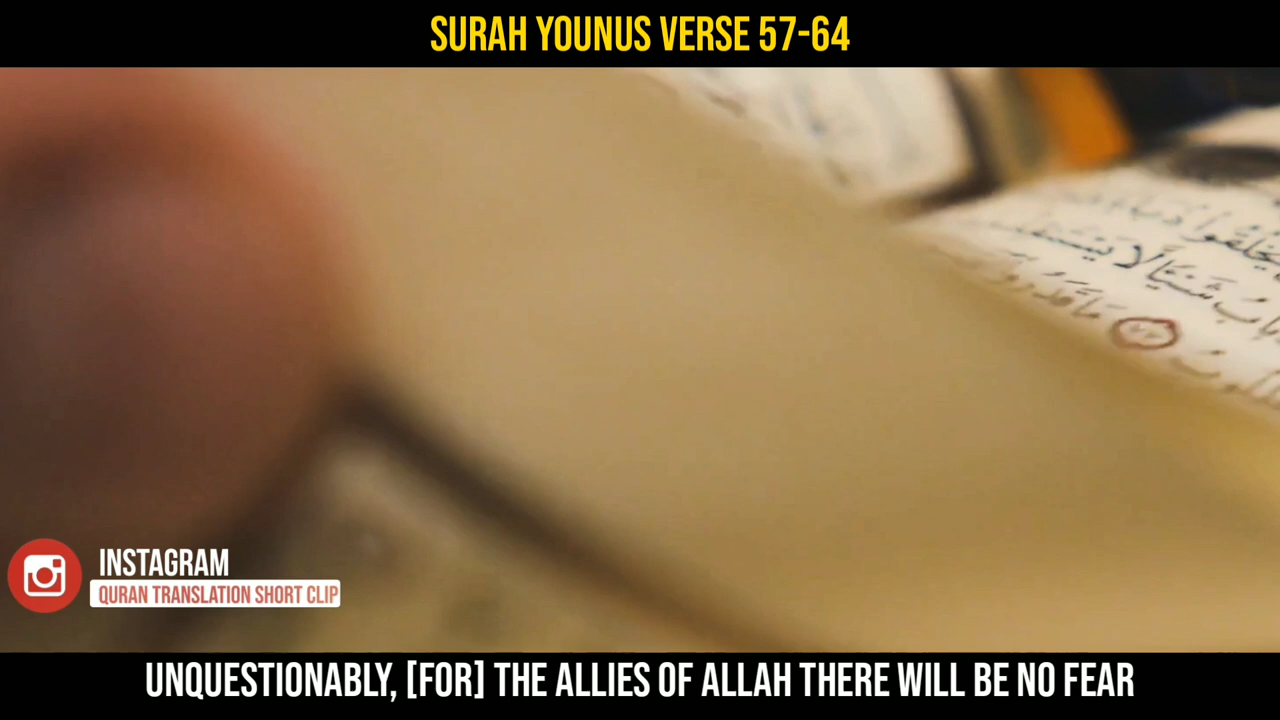 SURAH YOUNUS VERSE 57-64
شَيْئًا لَا يَسْتَنْقِذُ
مَا قَدَرُوا
INSTAGRAM
QURAN TRANSLATION SHORT CLIP
UNQUESTIONABLY, [FOR] THE ALLIES OF ALLAH THERE WILL BE NO FEAR